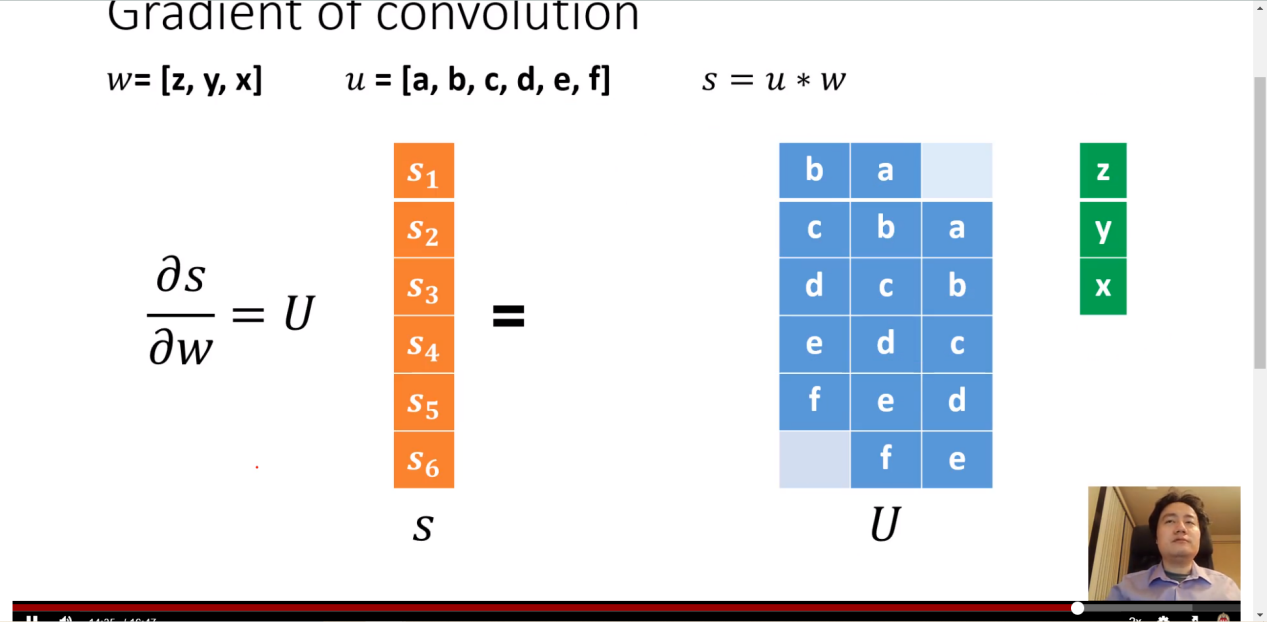 Gradient of convolution
w= [z, y, x] u = [a, b, c, d, e, f] s = u * w
∂s
∂w
= U
s1
s2
s3
s4
s5
s6
=
b a
c b a
d c b
e d c
f e d
f e
z
y
x
s
U